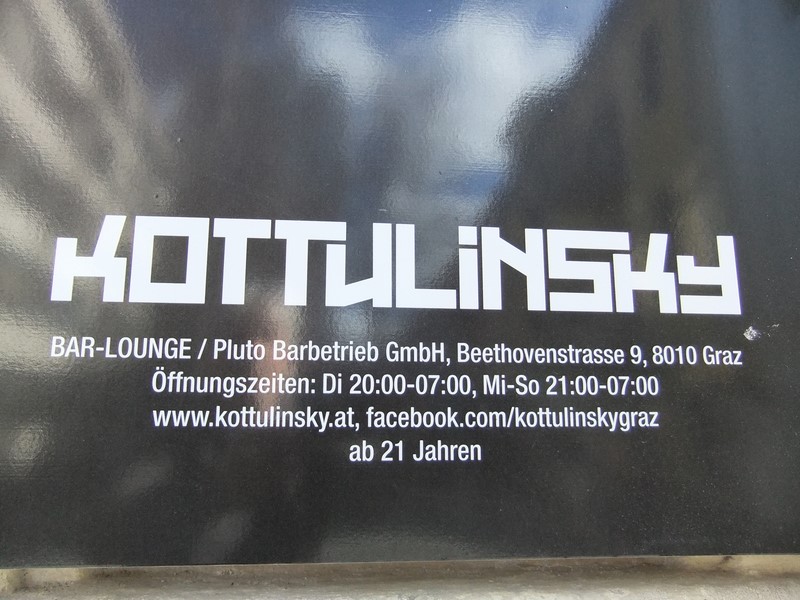 KOTTULiNSKY
BAR-LOUNGE / Pluto Barbetrieb GmbH, Beethovenstrasse 9, 8010 Graz
Öffnungszeiten: Di 20:00-07:00, Mi-So 21:00-07:00
www.kottulinsky.at, facebook.com/kottulinskygraz
ab 21 Jahren